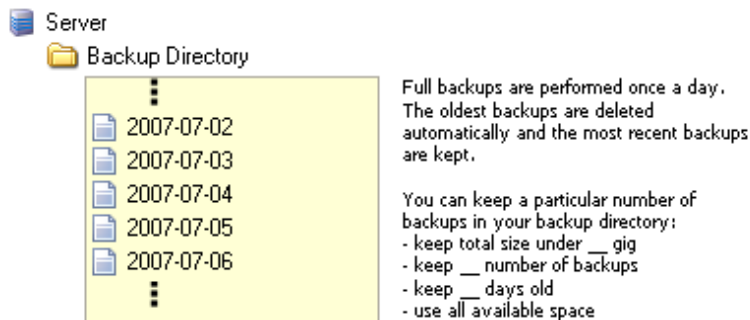 Server
Backup Directory
2007-07-02
2007-07-03
2007-07-04
2007-07-05
2007-07-06
Full backups are performed once a day.
The oldest backups are deleted
automatically and the most recent backups
are kept.
You can keep a particular number of
backups in your backup directory:
- keep total size under __ gig
- keep __ number of backups
- keep __ days old
- use all available space